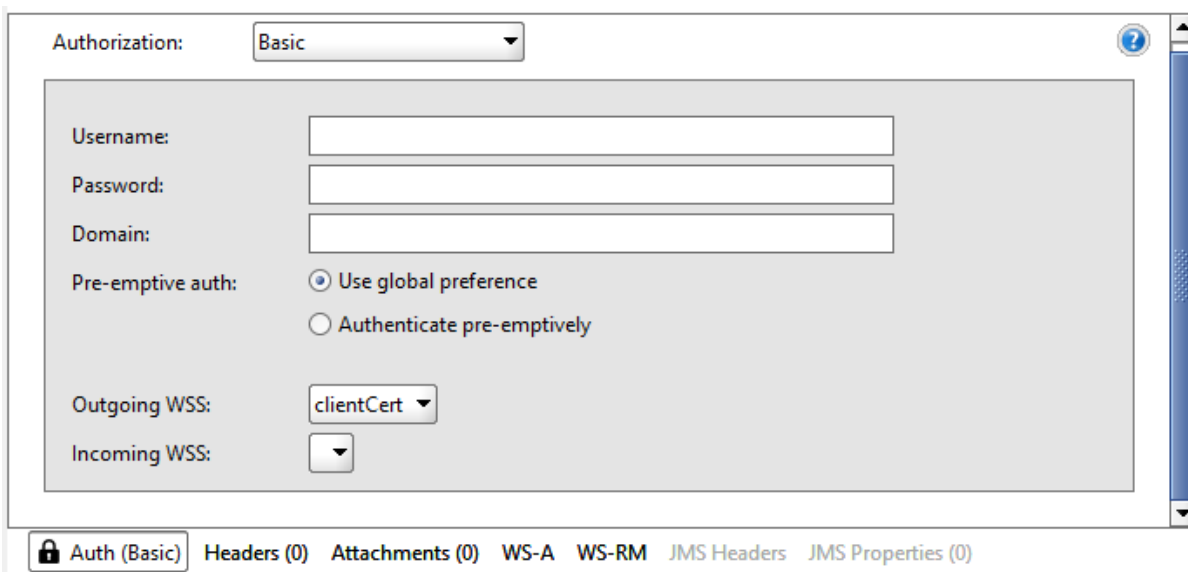 Authorization: Basic ?
Username:
Password:
Domain:
Pre-emptive auth: Use global preference
Authenticate pre-emptively
Outgoing WSS: clientCert
Incoming WSS:
Auth (Basic) Headers (0) Attachments (0) WS-A WS-RM JMS Headers JMS Properties (0)